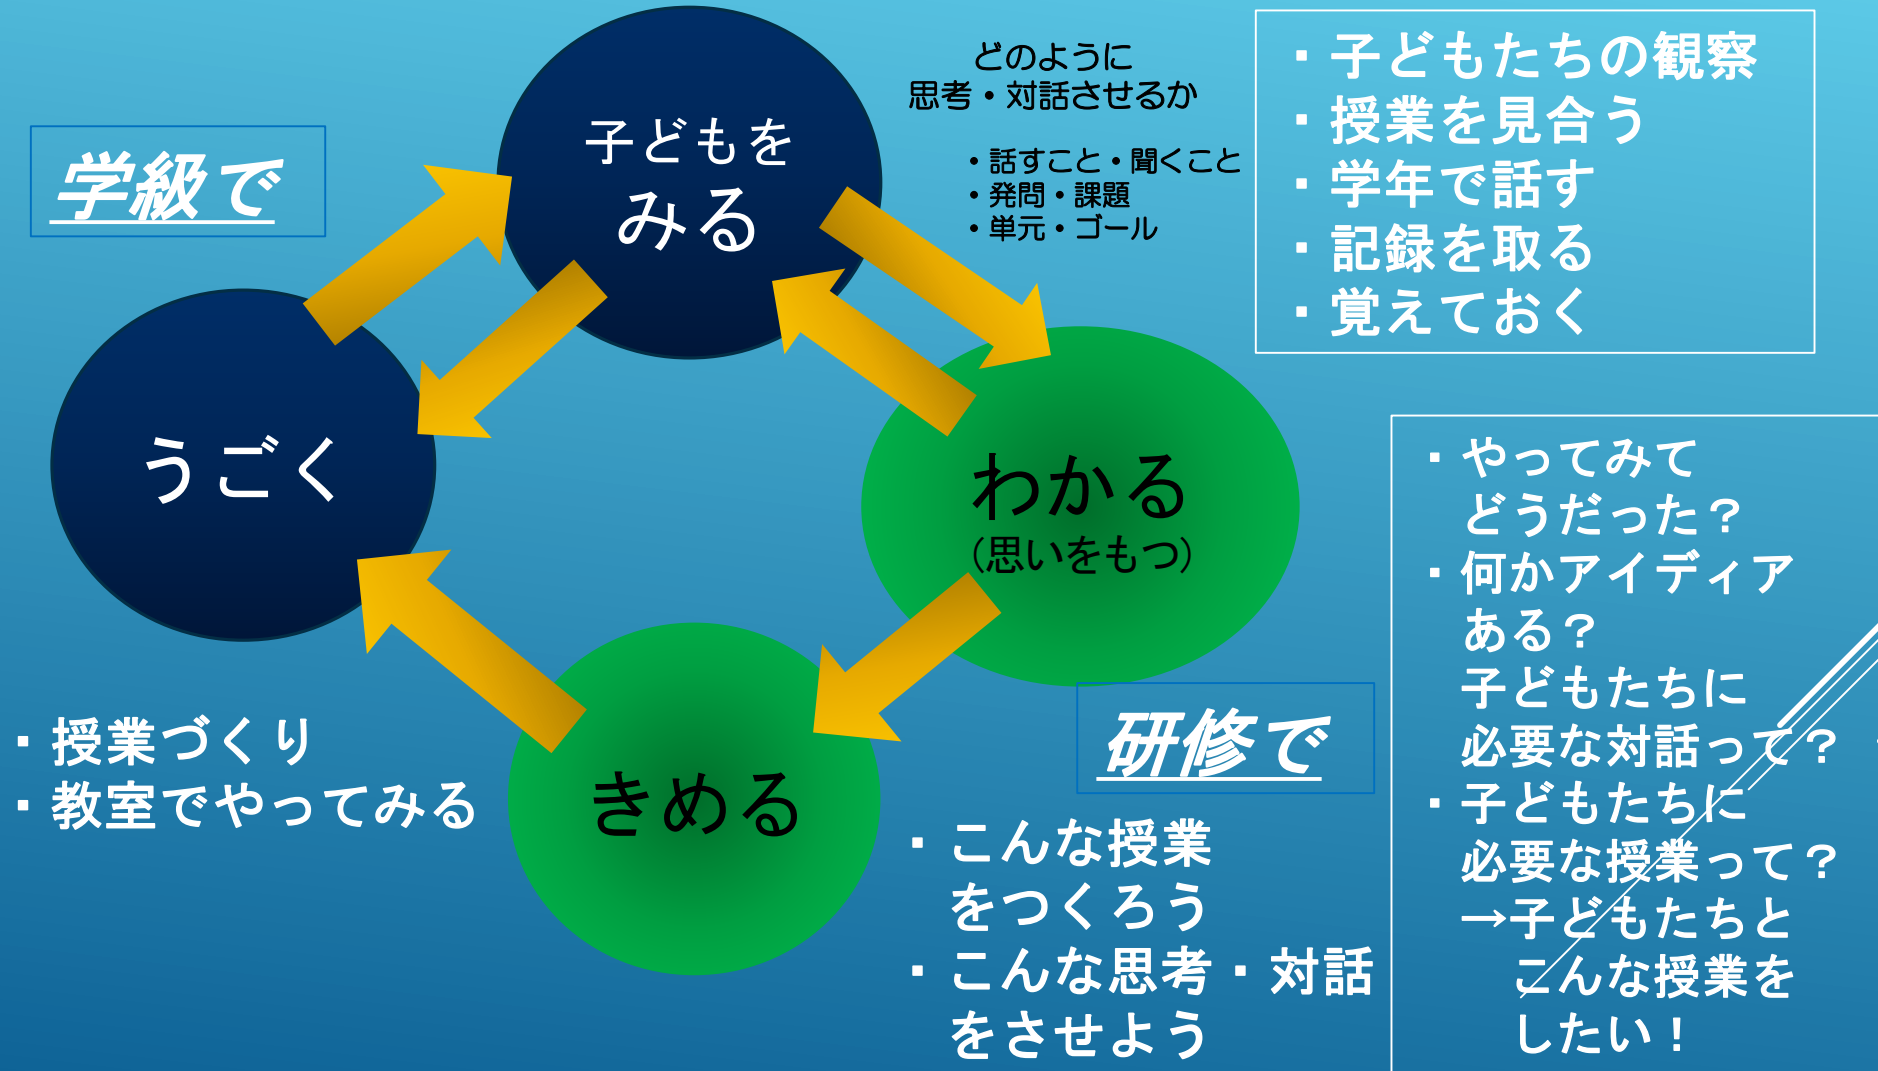 学級で
子どもを
みる
どのように
思考・対話させるか
・話すこと・聞くこと
・発問・課題
・単元・ゴール
・子どもたちの観察
・授業を見合う
・学年で話す
・記録を取る
・覚えておく
うごく
わかる
(思いをもつ)
きめる
・授業づくり
・教室でやってみる
研修で
・こんな授業
をつくろう
・こんな思考・対話
をさせよう
・やってみて
どうだった？
・何かアイディア
ある？
子どもたちに
必要な対話って？
・子どもたちに
必要な授業って？
→子どもたちと
こんな授業を
したい！